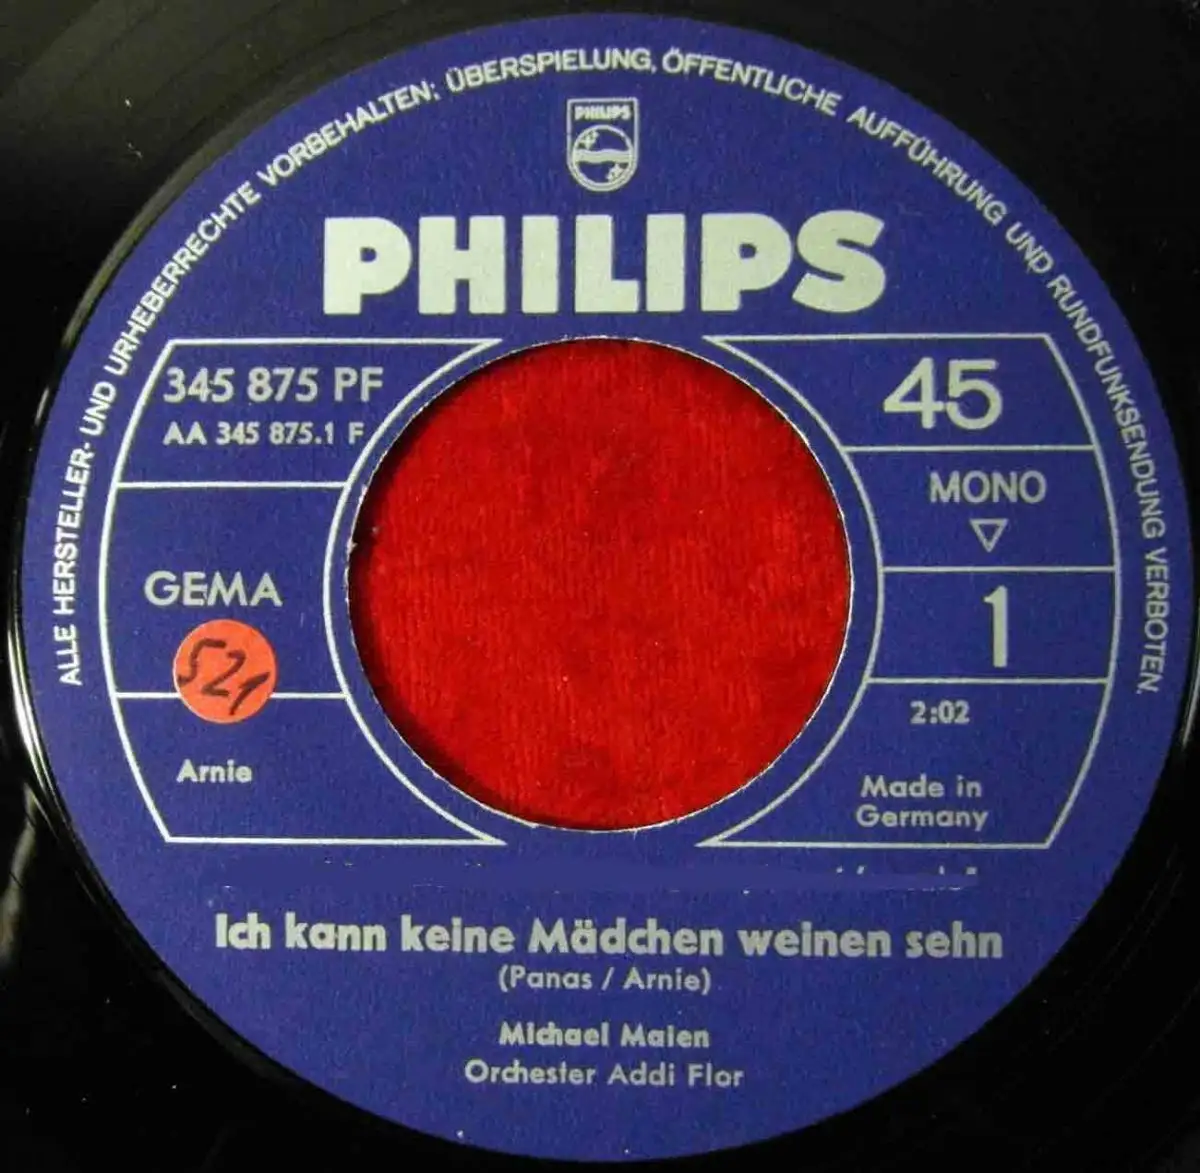 ALLE HERSTELLER- UND URHEBERRECHTE VORBEHALTEN; ÜBERSPIELUNG, ÖFFENTLICHE AUFFÜHRUNG UND RUNDFUNKSENDUNG VERBOTEN.
PHILIPS
PHILIPS
345 875 PF
AA 345 875.1 F
45
MONO
GEMA
1
521
2:02
Arnie
Made in
Germany
Ich kann keine Mädchen weinen sehn
(Panas / Arnie)
Michael Maien
Orchester Addi Flor